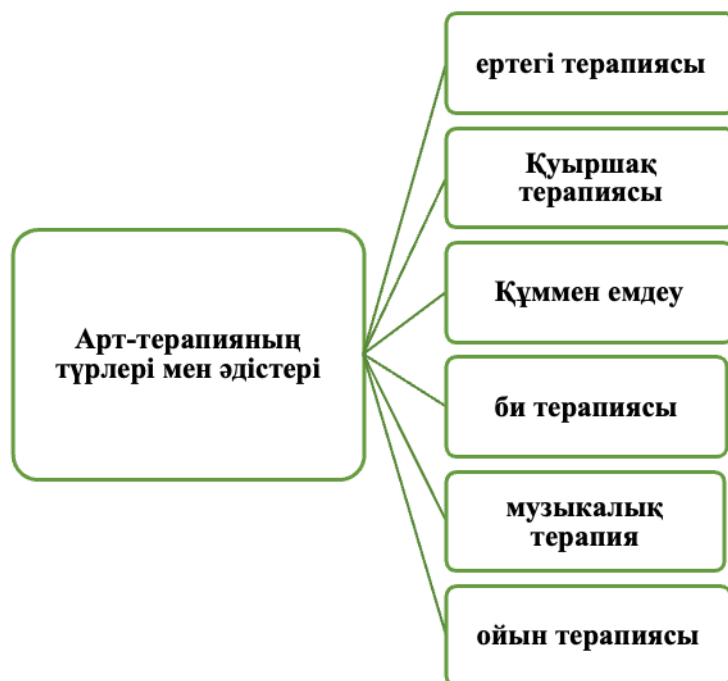 Арт-терапияның
түрлері мен әдістері
ертегі терапиясы
Қуыршақ
терапиясы
Құммен емдеу
би терапиясы
музыкалық
терапия
ойын терапиясы